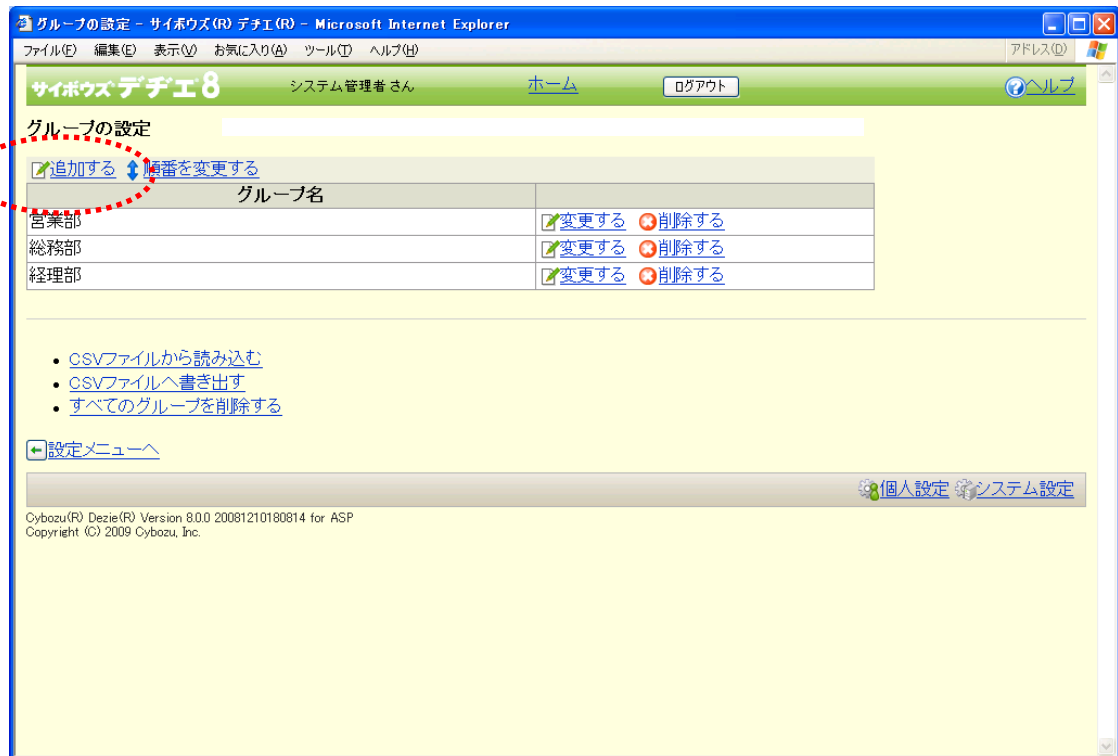 グループの設定 - サイボウズ(R) デヂエ(R) - Microsoft Internet Explorer
ファイル(F) 編集(E) 表示(V) お気に入り(A) ツール(T) ヘルプ(H) アドレス(D)
サイボウズ デヂエ8 システム管理者 さん ホーム ログアウト ?ヘルプ
グループの設定
追加する 順番を変更する
グループ名
営業部 変更する 削除する
総務部 変更する 削除する
経理部 変更する 削除する
• CSVファイルから読み込む
• CSVファイルへ書き出す
• すべてのグループを削除する
設定メニューへ
個人設定 システム設定
Cybozu(R) Dezie(R) Version 8.0.0 20081210180814 for ASP
Copyright (C) 2009 Cybozu, Inc.